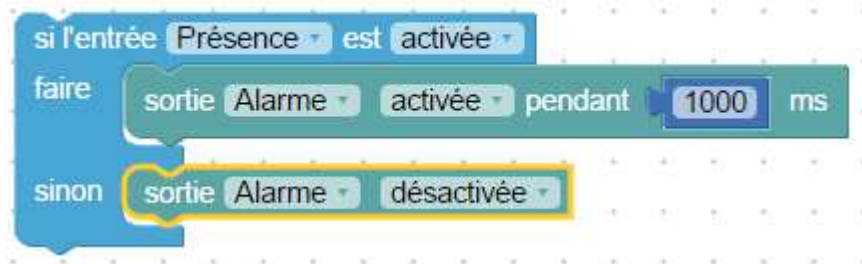 si l'entrée Présence est activée
faire sortie Alarme activée pendant 1000 ms
sinon sortie Alarme désactivée